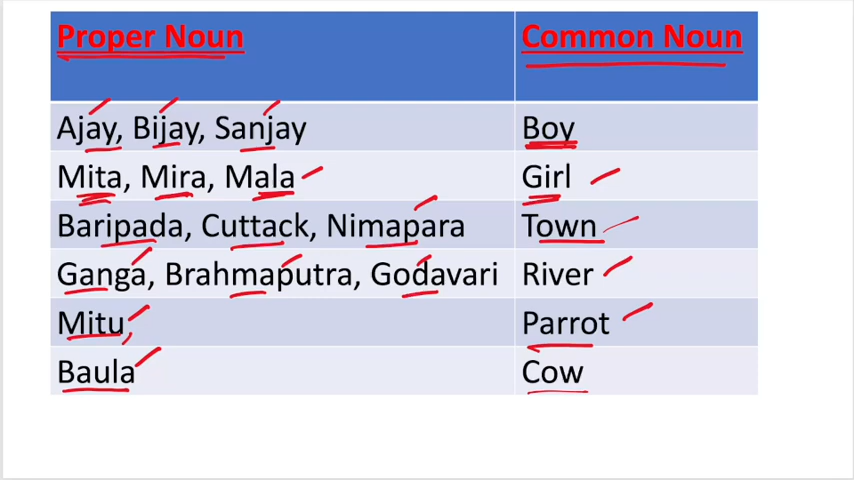 Proper Noun Common Noun
Ajay, Bijay, Sanjay Boy
Mita, Mira, Mala Girl
Baripada, Cuttack, Nimapara Town
Ganga, Brahmaputra, Godavari River
Mitu, Parrot
Baula Cow